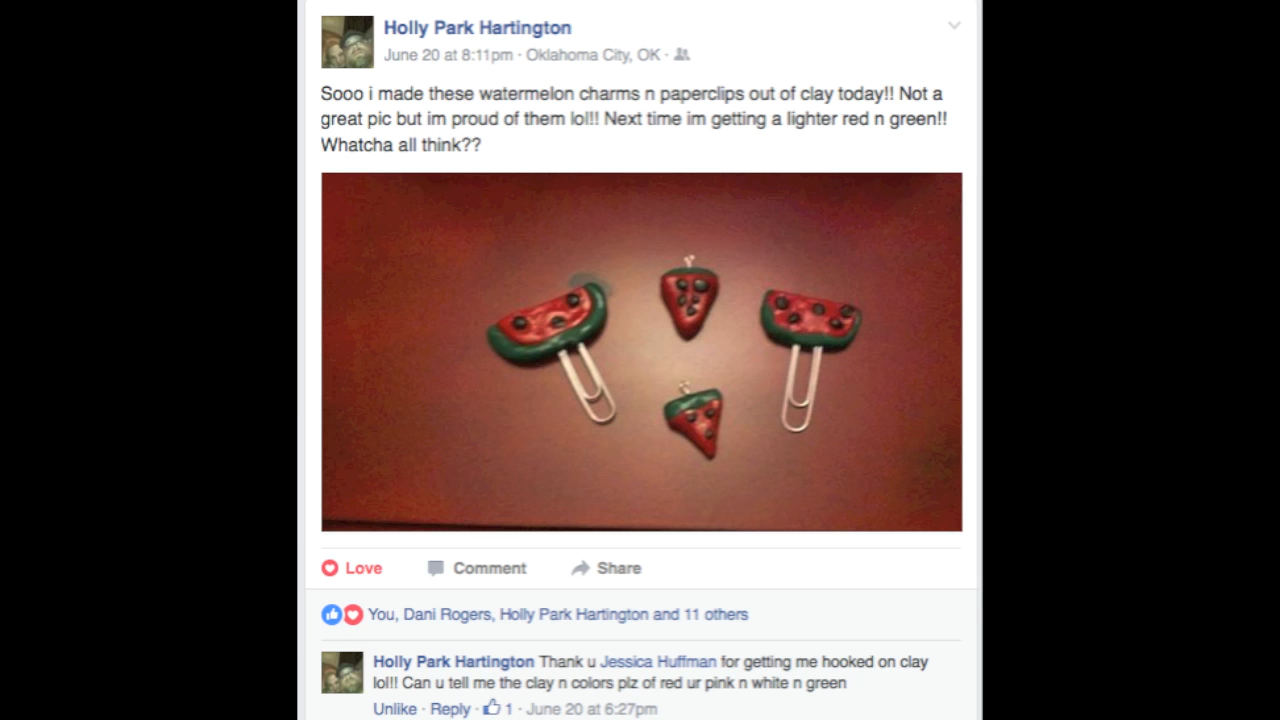 Holly Park Hartington
June 20 at 8:11pm · Oklahoma City, OK ·
Sooo i made these watermelon charms n paperclips out of clay today!! Not a
great pic but im proud of them lol!! Next time im getting a lighter red n green!!
Whatcha all think??
Love Comment Share
You, Dani Rogers, Holly Park Hartington and 11 others
Holly Park Hartington Thank u Jessica Huffman for getting me hooked on clay
lol!! Can u tell me the clay n colors plz of red ur pink n white n green
Unlike · Reply · 1 · June 20 at 6:27pm